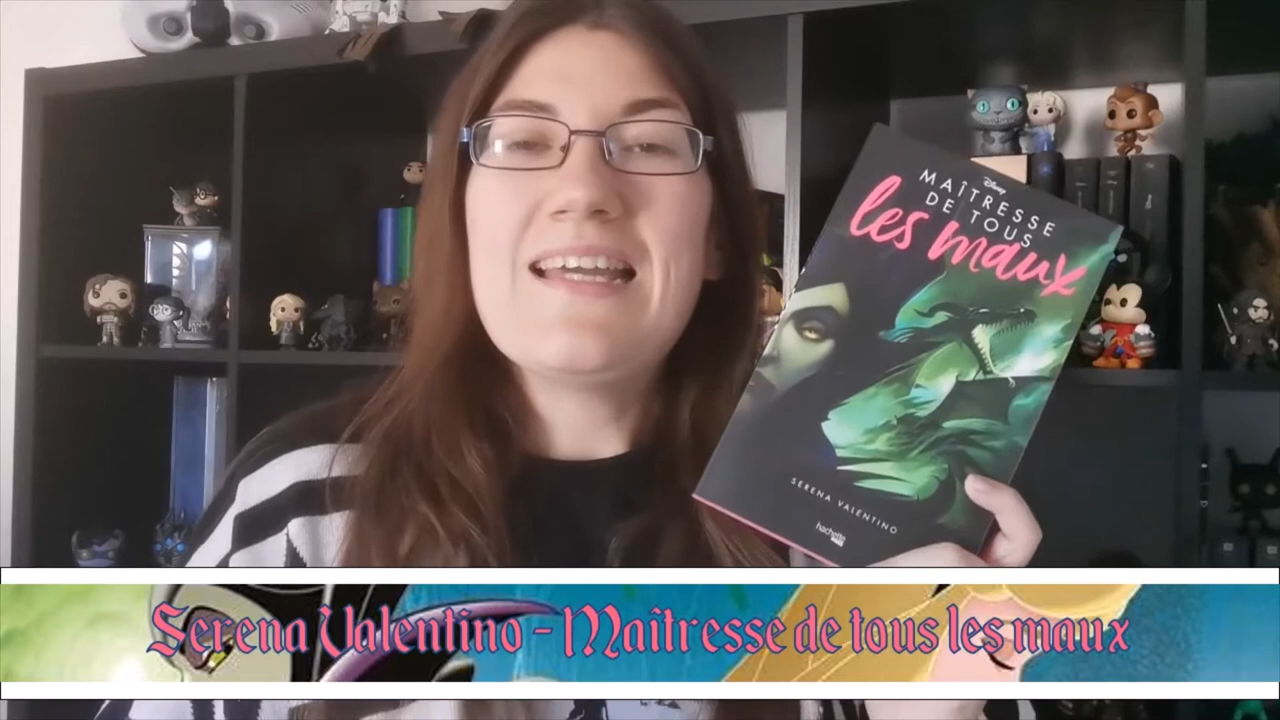 Disney
MAÎTRESSE
DE TOUS
les maux
SERENA VALENTINO
hachette
Serena Valentino - Maîtresse de tous les maux